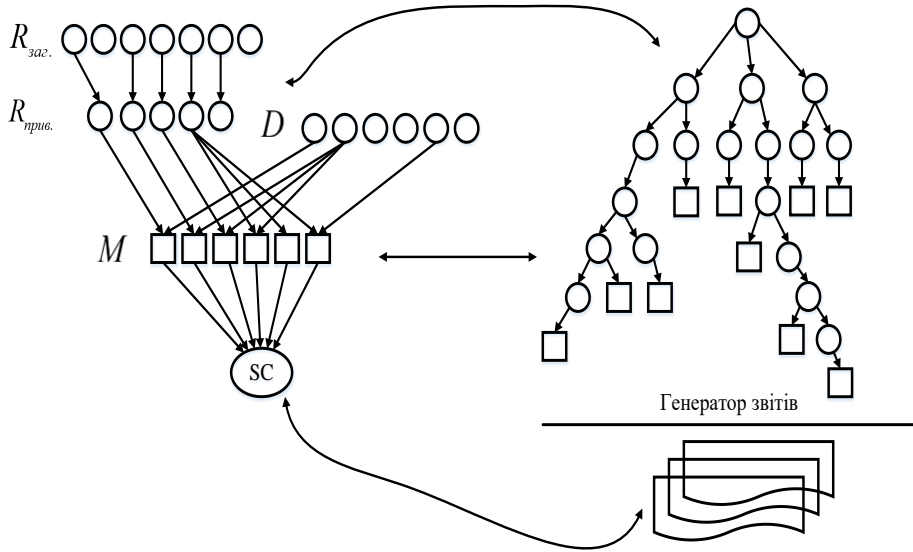 R заг.
R прив.
D
M
SC
Генератор звітів